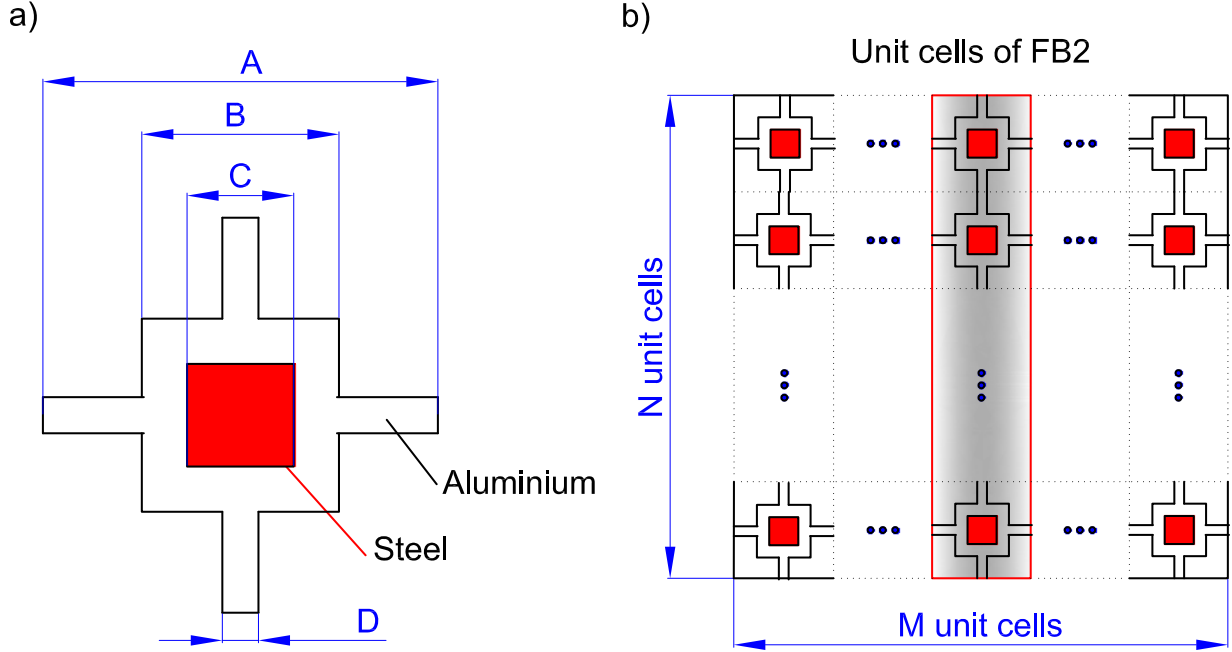 a)
A
B
C
Aluminium
Steel
D
b)
Unit cells of FB2
N unit cells
M unit cells